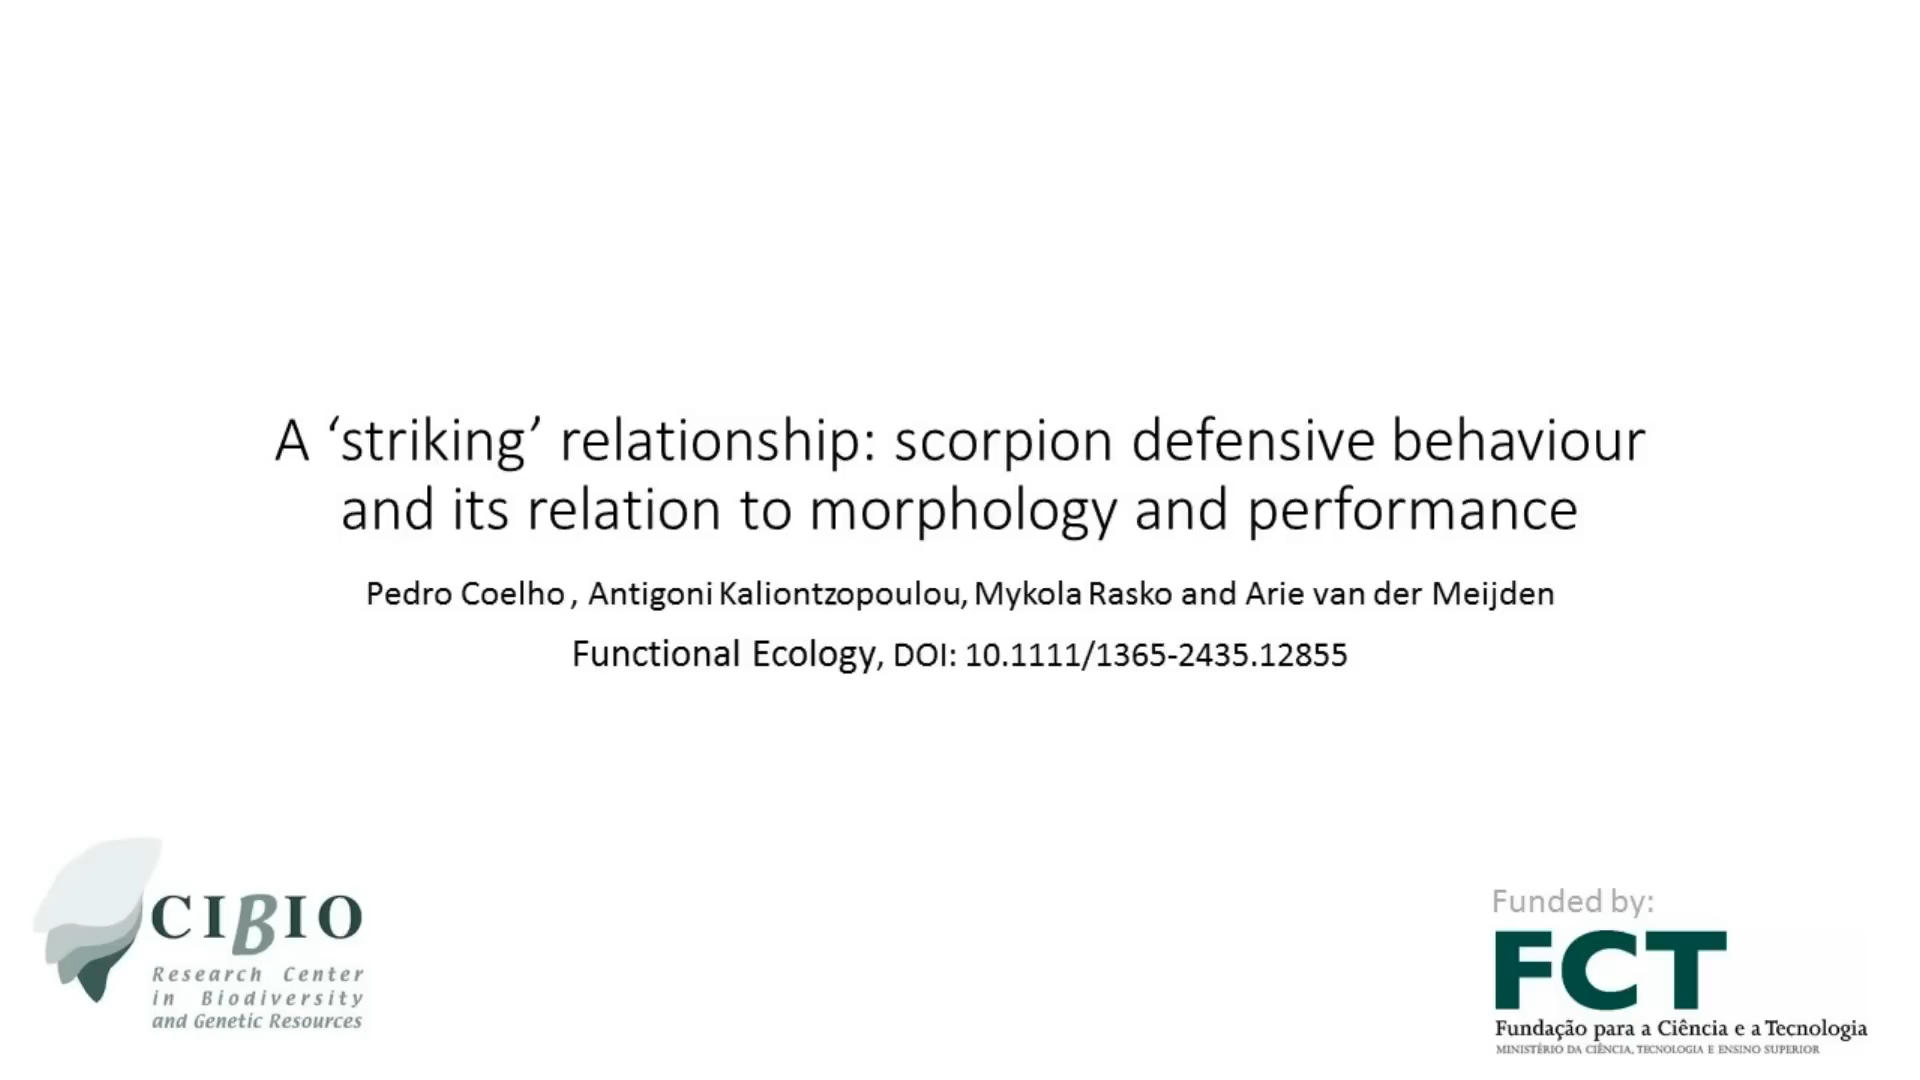 A ‘striking’ relationship: scorpion defensive behaviour
and its relation to morphology and performance
Pedro Coelho , Antigoni Kaliontzopoulou, Mykola Rasko and Arie van der Meijden
Functional Ecology, DOI: 10.1111/1365-2435.12855
CIBIO
Research Center
in Biodiversity
and Genetic Resources
Funded by:
FCT
Fundação para a Ciência e a Tecnologia
MINISTÉRIO DA CIÊNCIA, TECNOLOGIA E ENSINO SUPERIOR